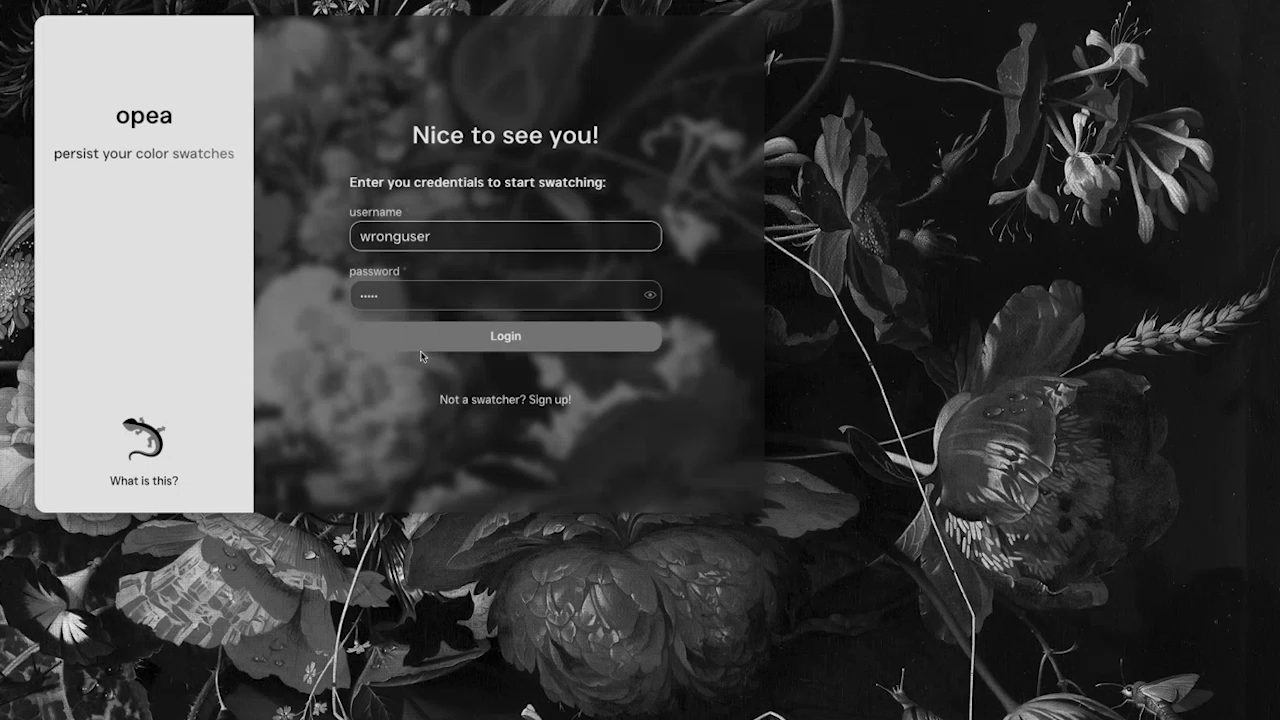 opea
persist your color swatches
What is this?
Nice to see you!
Enter you credentials to start swatching:
username
wronguser
password *
•••••
Login
Not a swatcher? Sign up!